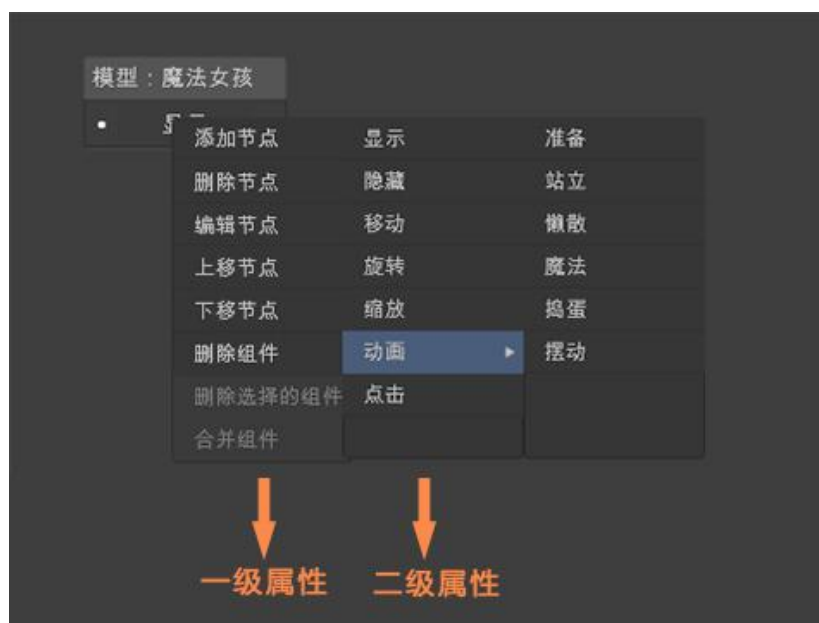 模型：魔法女孩
添加节点 显示 准备
删除节点 隐藏 站立
编辑节点 移动 懒散
上移节点 旋转 魔法
下移节点 缩放 捣蛋
删除组件 动画 摆动
删除选择的组件 点击
合并组件
一级属性 二级属性